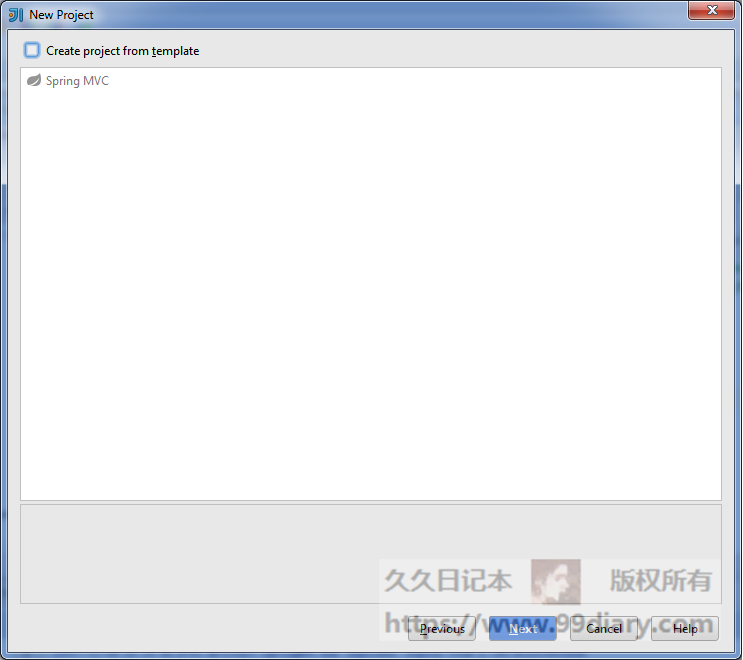 New Project
Create project from template
Spring MVC
久久日记本 版权所有
https://www.99diary.com
Previous Next Cancel Help